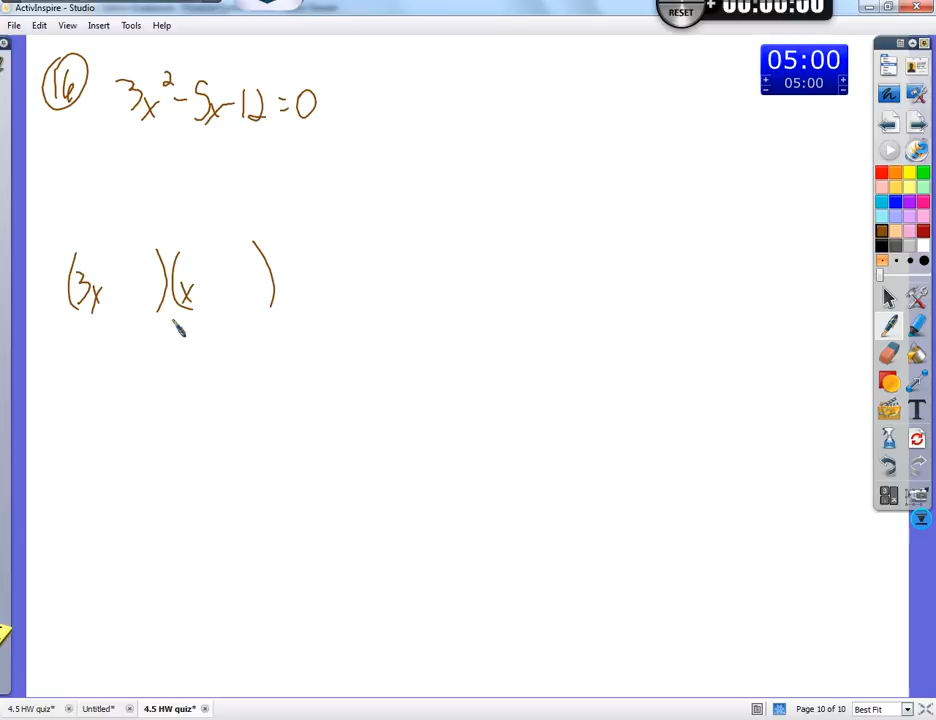 ActivInspire - Studio
RESET
00:00:00
File Edit View Insert Tools Help
05:00
05:00
16 3x² - 5x - 12 = 0
(3x )(x )
T
4.5 HW quiz* Untitled* 4.5 HW quiz* Page 10 of 10 Best Fit